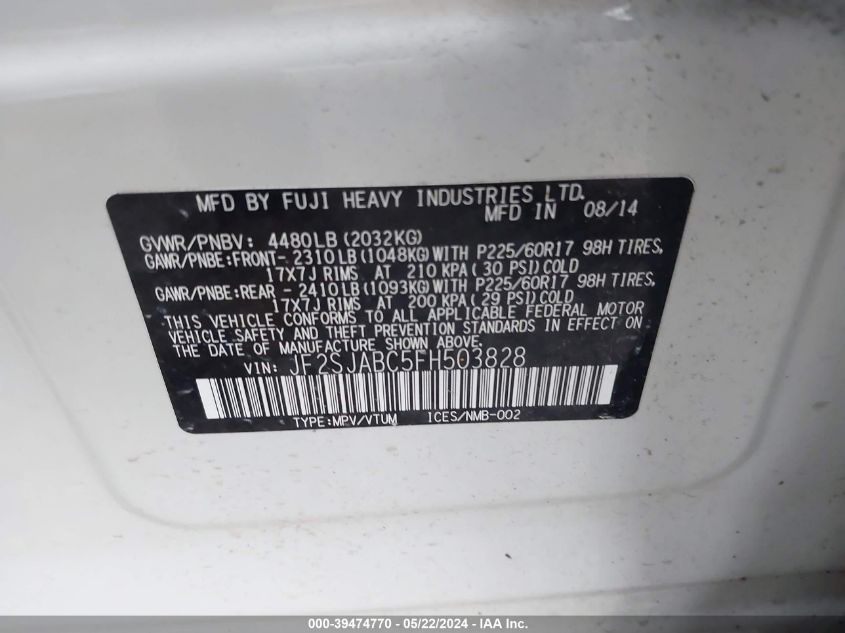 MFD BY FUJI HEAVY INDUSTRIES LTD.
MFD IN 08/14
GVWR/PNBV: 4480LB (2032KG)
GAWR/PNBE:FRONT- 2310LB (1048KG) WITH P225/60R17 98H TIRES,
17X7J RIMS AT 210 KPA (30 PSI) COLD
GAWR/PNBE:REAR - 2410LB (1093KG) WITH P225/60R17 98H TIRES,
17X7J RIMS AT 200 KPA (29 PSI) COLD
THIS VEHICLE CONFORMS TO ALL APPLICABLE FEDERAL MOTOR
VEHICLE SAFETY AND THEFT PREVENTION STANDARDS IN EFFECT ON
THE DATE OF MANUFACTURE SHOWN ABOVE.
VIN: JF2SJABC5FH503828
TYPE:MPV/VTUM ICES/NMB-002
000-39474770 - 05/22/2024 - IAA Inc.